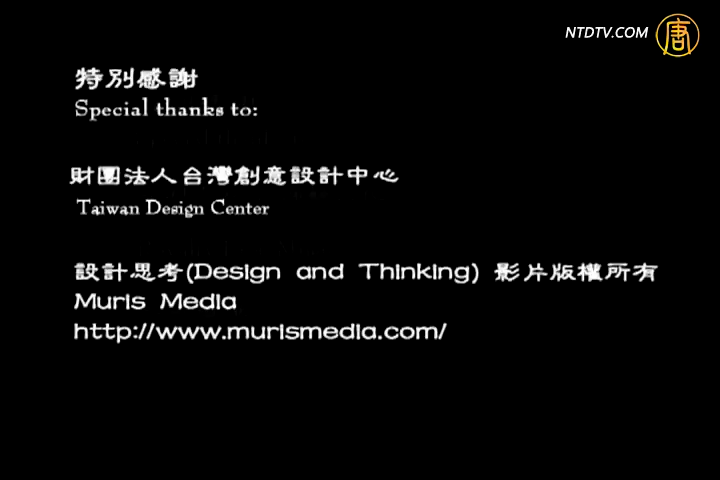 NTDTV.COM 唐
特別感謝
Special thanks to:
財團法人台灣創意設計中心
Taiwan Design Center
設計思考(Design and Thinking) 影片版權所有
Muris Media
http://www.murismedia.com/